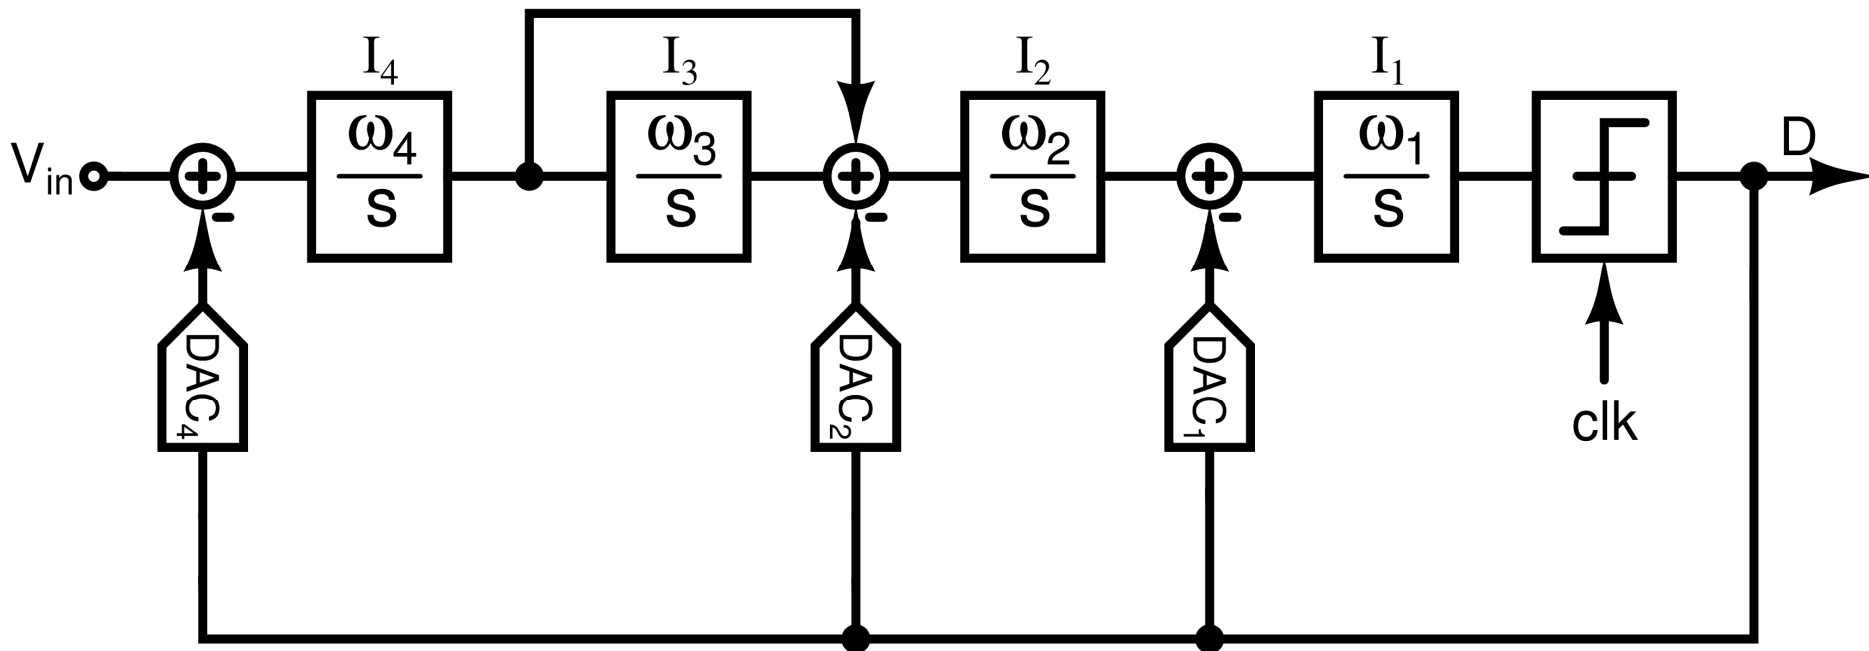 I4
I3
I2
I1
Vin
+
ω4
s
ω3
s
+
ω2
s
+
ω1
s
D
-
-
-
DAC4
DAC2
DAC1
clk